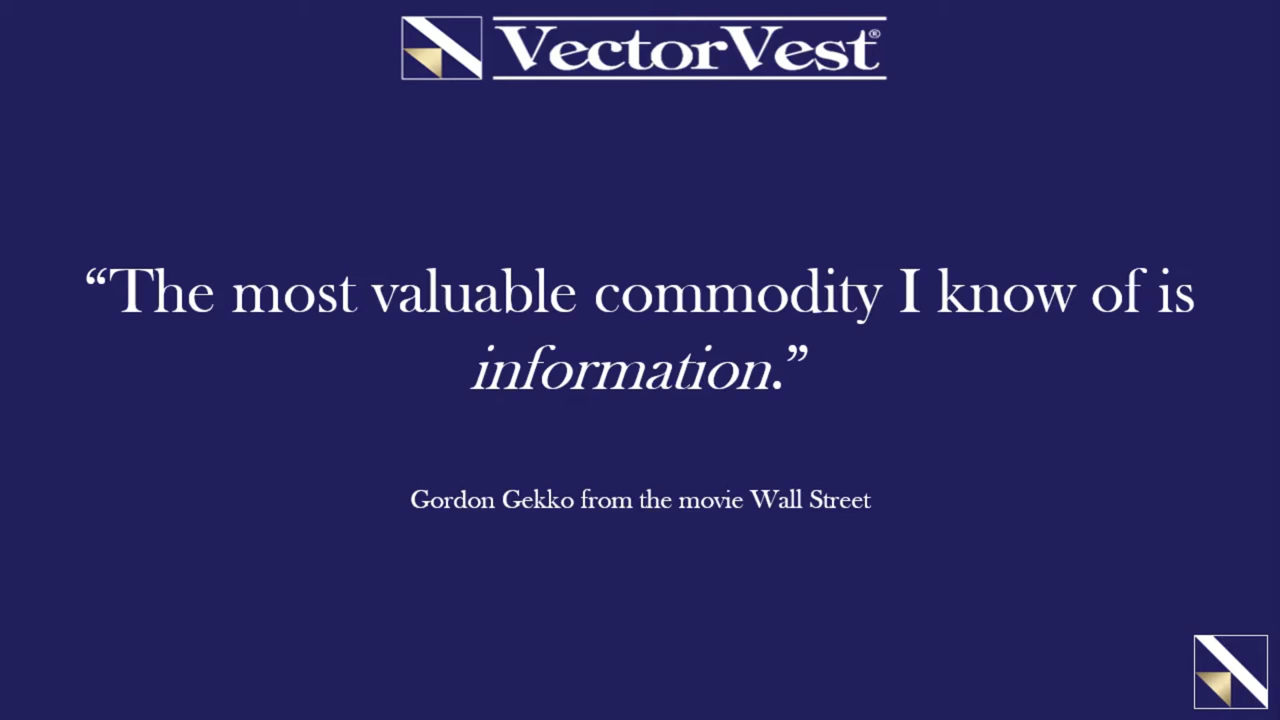 VectorVest®
“The most valuable commodity I know of is
information.”
Gordon Gekko from the movie Wall Street